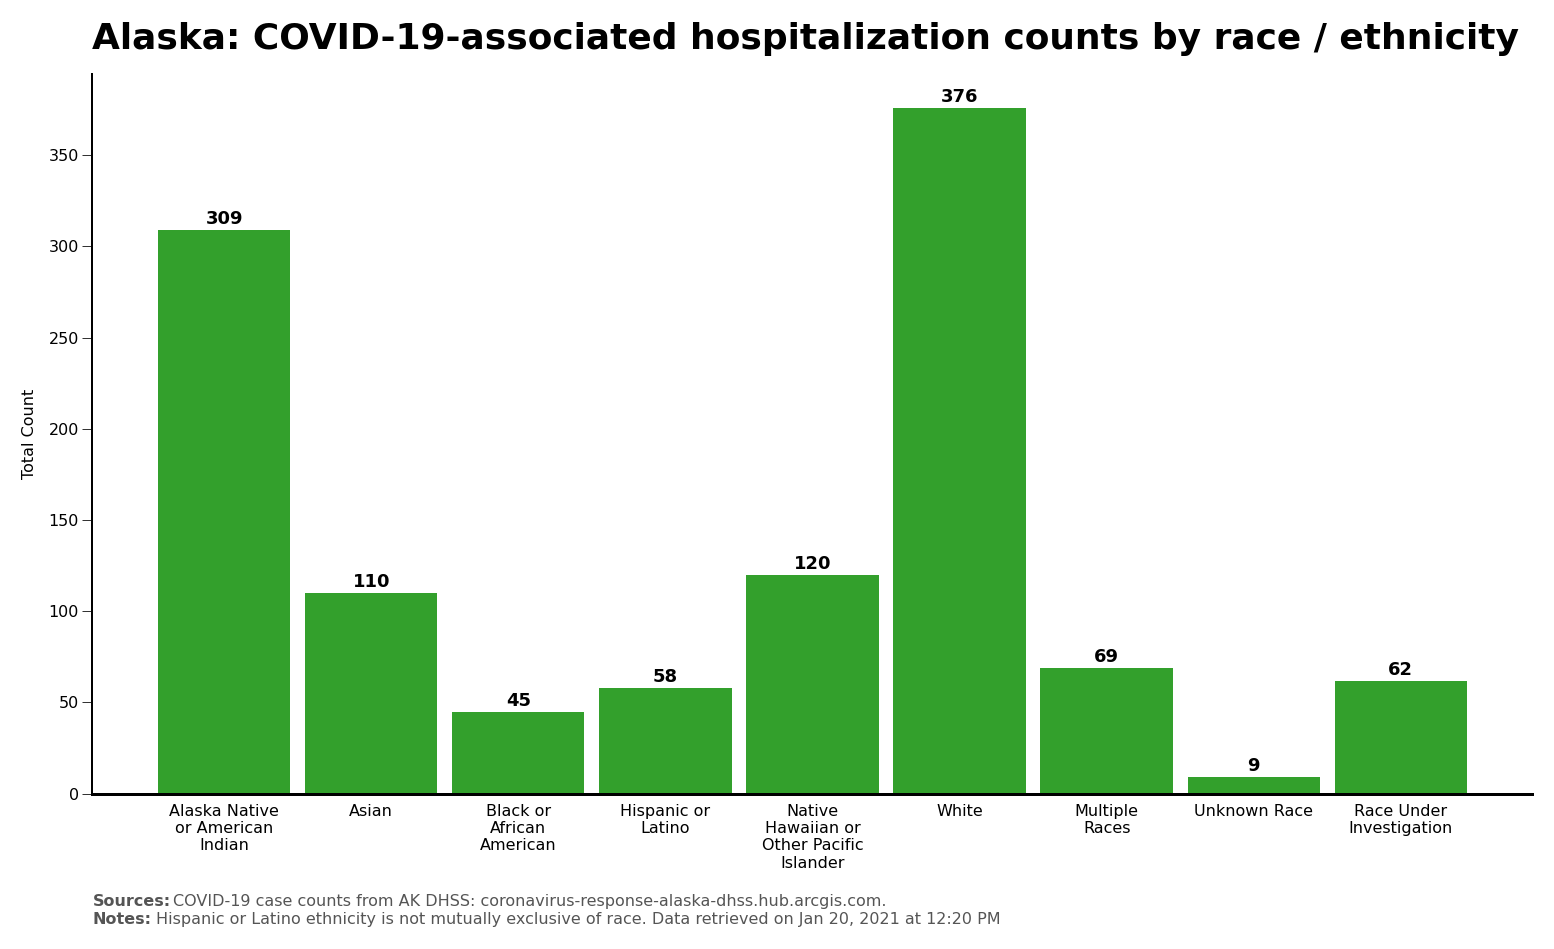 Alaska: COVID-19-associated hospitalization counts by race / ethnicity
Total Count
350
300
250
200
150
100
50
0
309
110
45
58
120
376
69
9
62
Alaska Native
or American
Indian
Asian
Black or
African
American
Hispanic or
Latino
Native
Hawaiian or
Other Pacific
Islander
White
Multiple
Races
Unknown Race
Race Under
Investigation
Sources: COVID-19 case counts from AK DHSS: coronavirus-response-alaska-dhss.hub.arcgis.com.
Notes: Hispanic or Latino ethnicity is not mutually exclusive of race. Data retrieved on Jan 20, 2021 at 12:20 PM